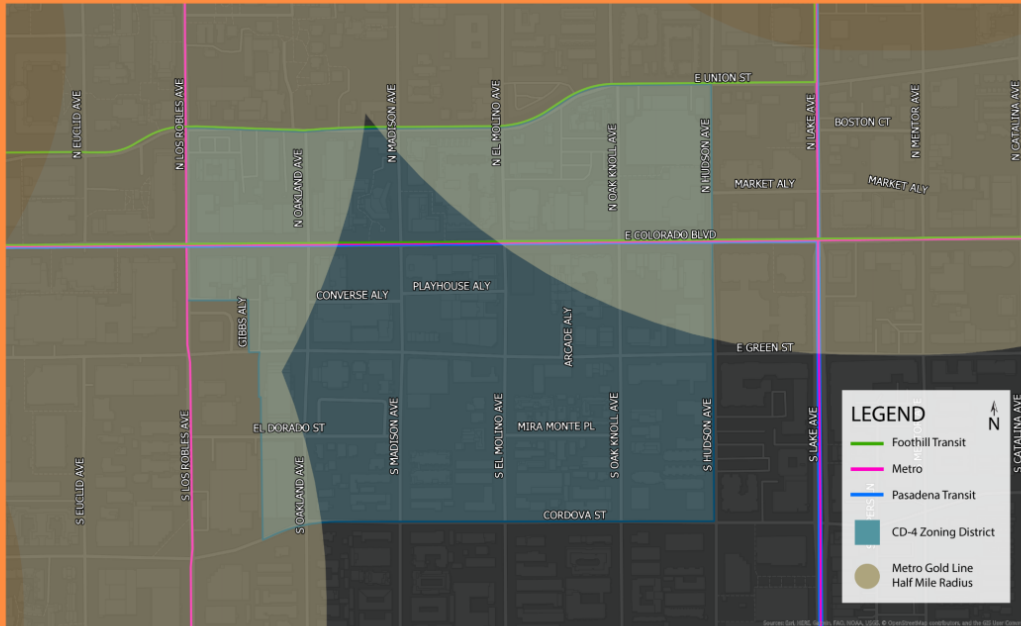 E UNION ST
N EUCLID AVE
N LOS ROBLES AVE
N MADISON AVE
N EL MOLINO AVE
N LAKE AVE
BOSTON CT
N MENTOR AVE
N CATALINA AVE
N OAKLAND AVE
N OAK KNOLL AVE
N HUDSON AVE
MARKET ALY
MARKET ALY
E COLORADO BLVD
GIBBS ALY
CONVERSE ALY
PLAYHOUSE ALY
ARCADE ALY
E GREEN ST
S EUCLID AVE
S LOS ROBLES AVE
EL DORADO ST
S OAKLAND AVE
S MADISON AVE
S EL MOLINO AVE
MIRA MONTE PL
S OAK KNOLL AVE
S HUDSON AVE
S LAKE AVE
S CATALINA AVE
CORDOVA ST
LEGEND
N
Foothill Transit
Metro
Pasadena Transit
CD-4 Zoning District
Metro Gold Line
Half Mile Radius